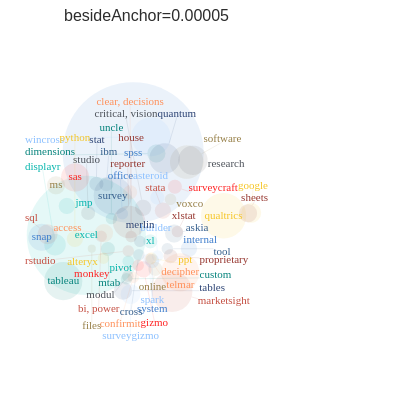 besideAnchor=0.00005
clear, decisions
critical, visionquantum
uncle
wincross python stat house software
dimensions ibm spss
studio reporter research
displayr office asteroid
sas
ms survey stata surveycraft google
jmp voxco sheets
sql xlstat qualtrics
access merlin builder askia
snap excel xl internal
tool
rstudio alteryx ppt proprietary
pivot decipher
monkey custom
tableau mtab online telmar tables
modul spark marketsight
bi, power cross system
files confirmit gizmo
surveygizmo